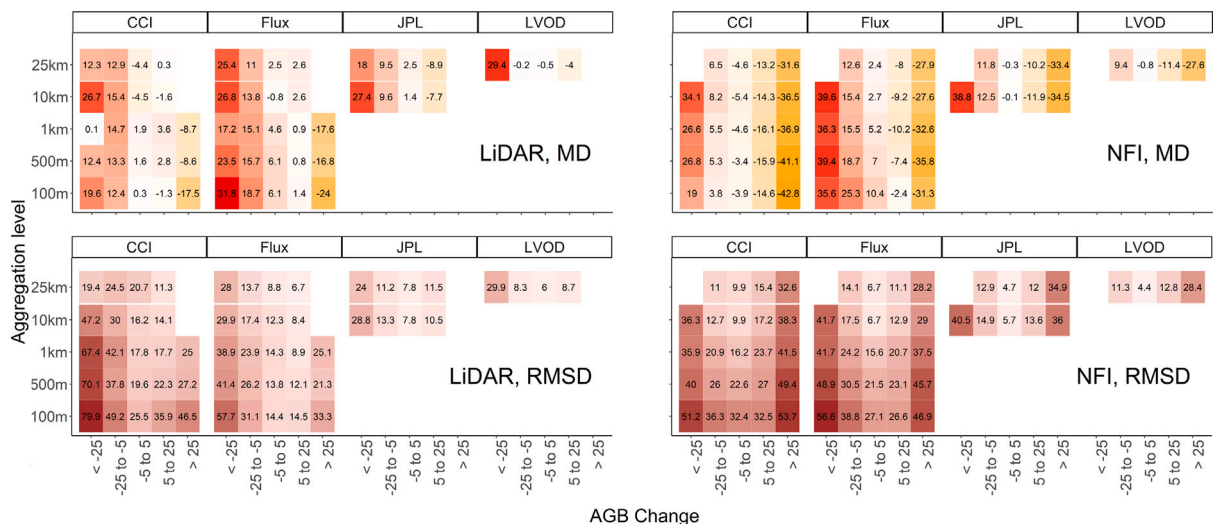 CCI Flux JPL LVOD
25km 12.3 12.9 -4.4 0.3 25.4 11 2.5 2.6 18 9.5 2.5 -8.9 29.4 -0.2 -0.5 -4
10km 26.7 15.4 -4.5 -1.6 26.8 13.8 -0.8 2.6 27.4 9.6 1.4 -7.7
1km 0.1 14.7 1.9 3.6 -8.7 17.2 15.1 4.6 0.9 -17.6
500m 12.4 13.3 1.6 2.8 -8.6 23.5 15.7 6.1 0.8 -16.8
100m 19.6 12.4 0.3 -1.3 -17.5 31.8 18.7 6.1 1.4 -24
LiDAR, MD
CCI Flux JPL LVOD
6.5 -4.6 -13.2 -31.6 12.6 2.4 -8 -27.9 11.8 -0.3 -10.2 -33.4 9.4 -0.8 -11.4 -27.6
34.1 8.2 -5.4 -14.3 -36.5 39.6 15.4 2.7 -9.2 -27.6 38.8 12.5 -0.1 -11.9 -34.5
26.6 5.5 -4.6 -16.1 -36.9 36.3 15.5 5.2 -10.2 -32.6
26.8 5.3 -3.4 -15.9 -41.1 39.4 18.7 7 -7.4 -35.8
19 3.8 -3.9 -14.6 -42.8 35.6 25.3 10.4 -2.4 -31.3
NFI, MD
Aggregation level
CCI Flux JPL LVOD
25km 19.4 24.5 20.7 11.3 28 13.7 8.8 6.7 24 11.2 7.8 11.5 29.9 8.3 6 8.7
10km 47.2 30 16.2 14.1 29.9 17.4 12.3 8.4 28.8 13.3 7.8 10.5
1km 67.4 42.1 17.8 17.7 25 38.9 23.9 14.3 8.9 25.1
500m 70.1 37.8 19.6 22.3 27.2 41.4 26.2 13.8 12.1 21.3
100m 79.9 49.2 25.5 35.9 46.5 57.7 31.1 14.4 14.5 33.3
LiDAR, RMSD
< -25 -25 to -5 -5 to 5 5 to 25 > 25 < -25 -25 to -5 -5 to 5 5 to 25 > 25 < -25 -25 to -5 -5 to 5 5 to 25 > 25 < -25 -25 to -5 -5 to 5 5 to 25 > 25
CCI Flux JPL LVOD
11 9.9 15.4 32.6 14.1 6.7 11.1 28.2 12.9 4.7 12 34.9 11.3 4.4 12.8 28.4
36.3 12.7 9.9 17.2 38.3 41.7 17.5 6.7 12.9 29 40.5 14.9 5.7 13.6 36
35.9 20.9 16.2 23.7 41.5 41.7 24.2 15.6 20.7 37.5
40 26 22.6 27 49.4 48.9 30.5 21.5 23.1 45.7
51.2 36.3 32.4 32.5 53.7 56.6 38.8 27.1 26.6 46.9
NFI, RMSD
< -25 -25 to -5 -5 to 5 5 to 25 > 25 < -25 -25 to -5 -5 to 5 5 to 25 > 25 < -25 -25 to -5 -5 to 5 5 to 25 > 25 < -25 -25 to -5 -5 to 5 5 to 25 > 25
AGB Change